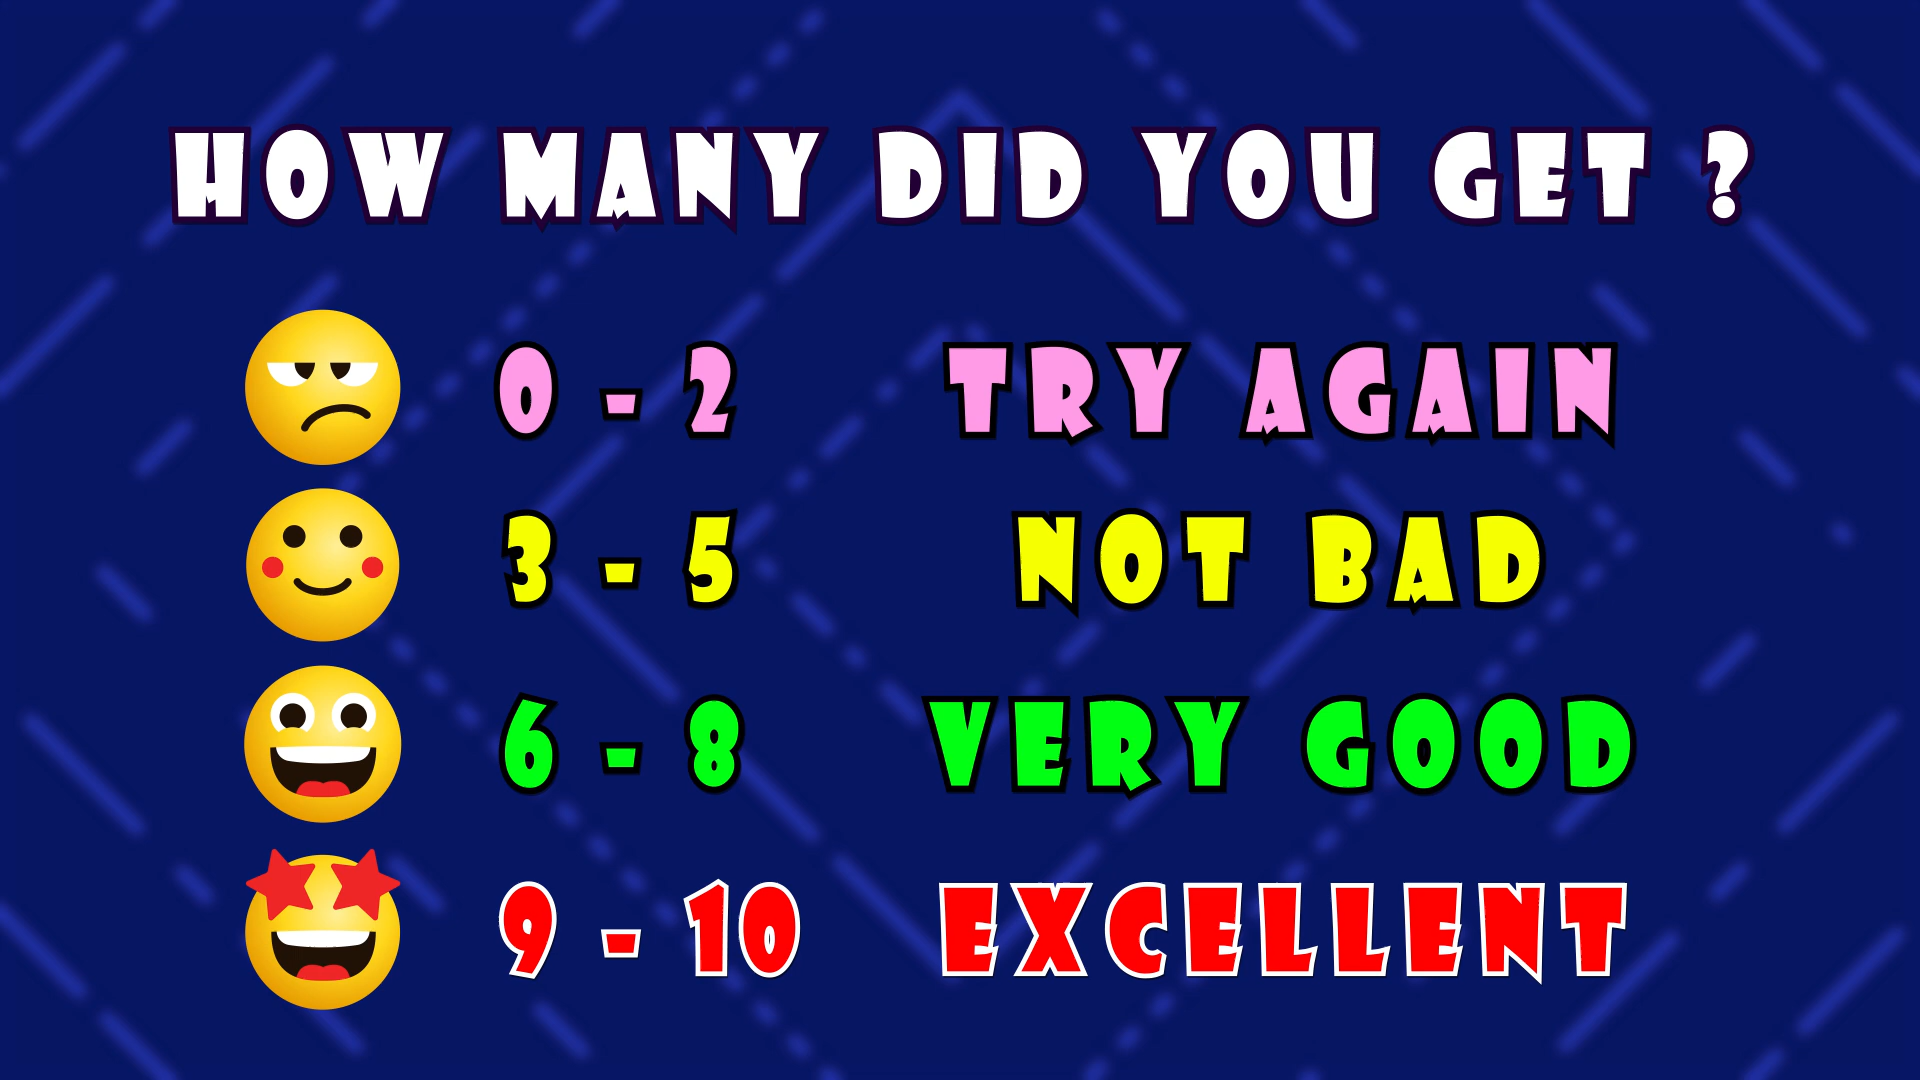 HOW MANY DID YOU GET ?
0 - 2 TRY AGAIN
3 - 5 NOT BAD
6 - 8 VERY GOOD
9 - 10 EXCELLENT